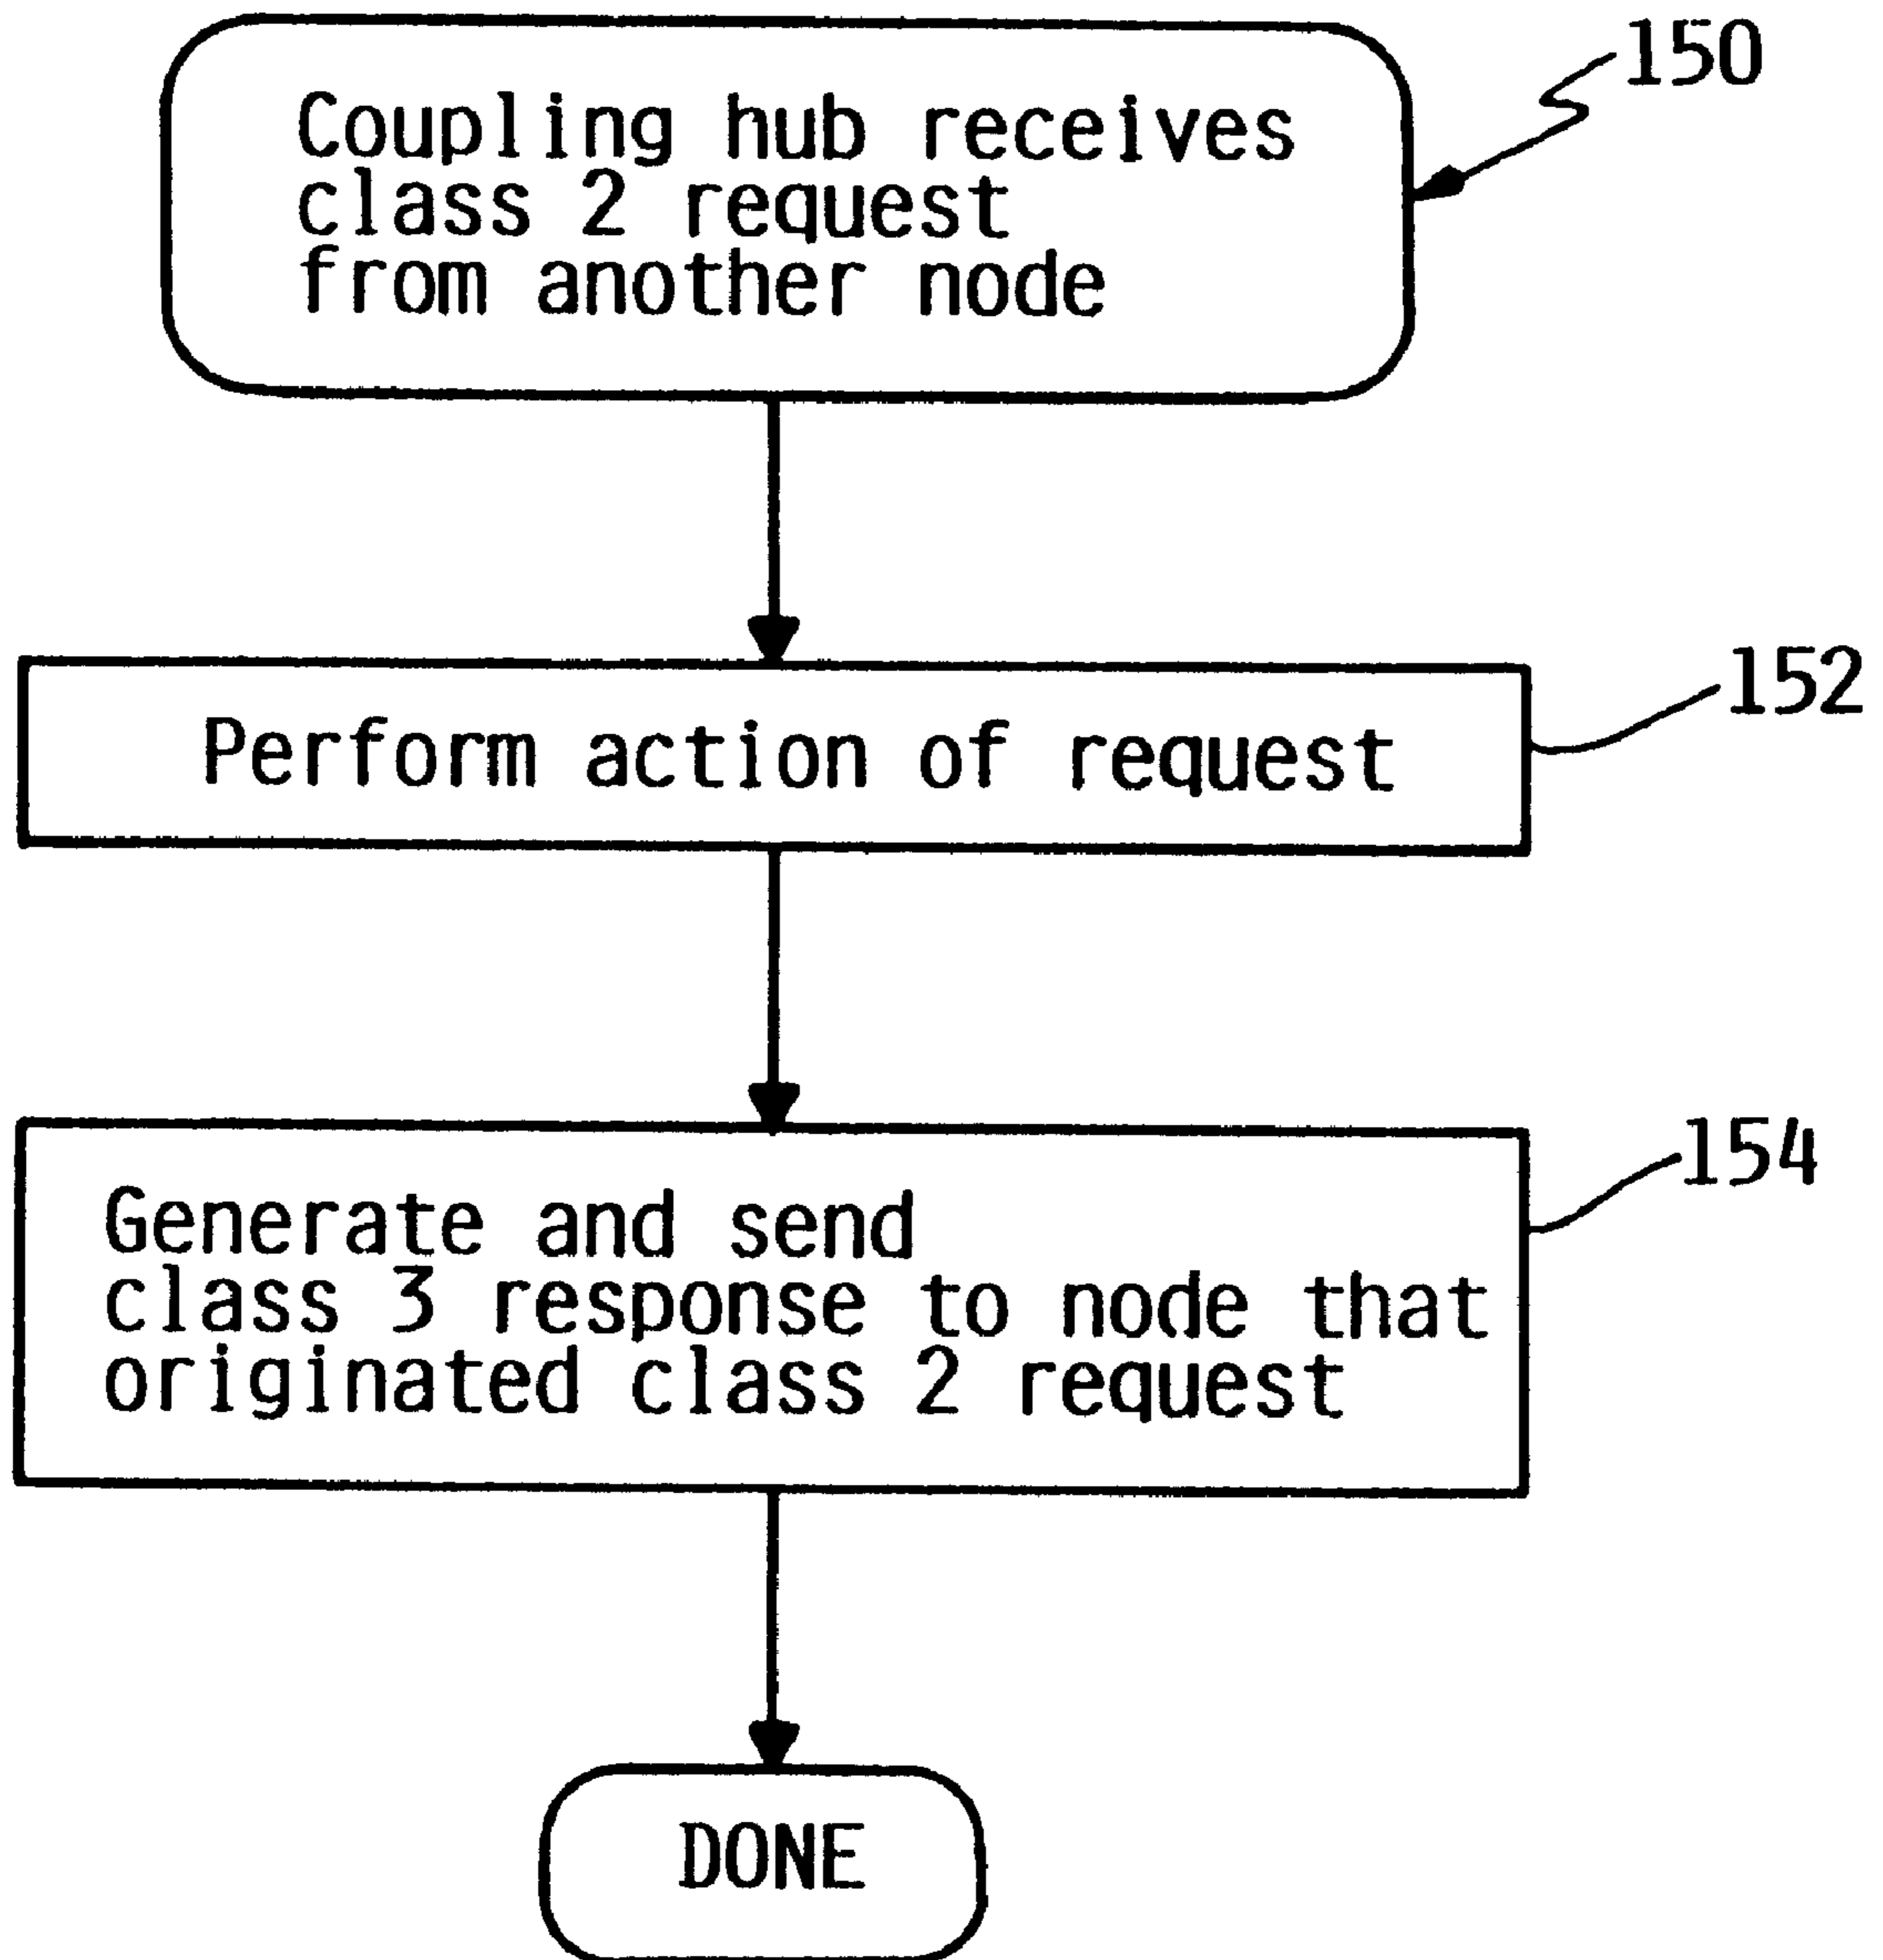 150
Coupling hub receives
class 2 request
from another node
152
Perform action of request
154
Generate and send
class 3 response to node that
originated class 2 request
DONE